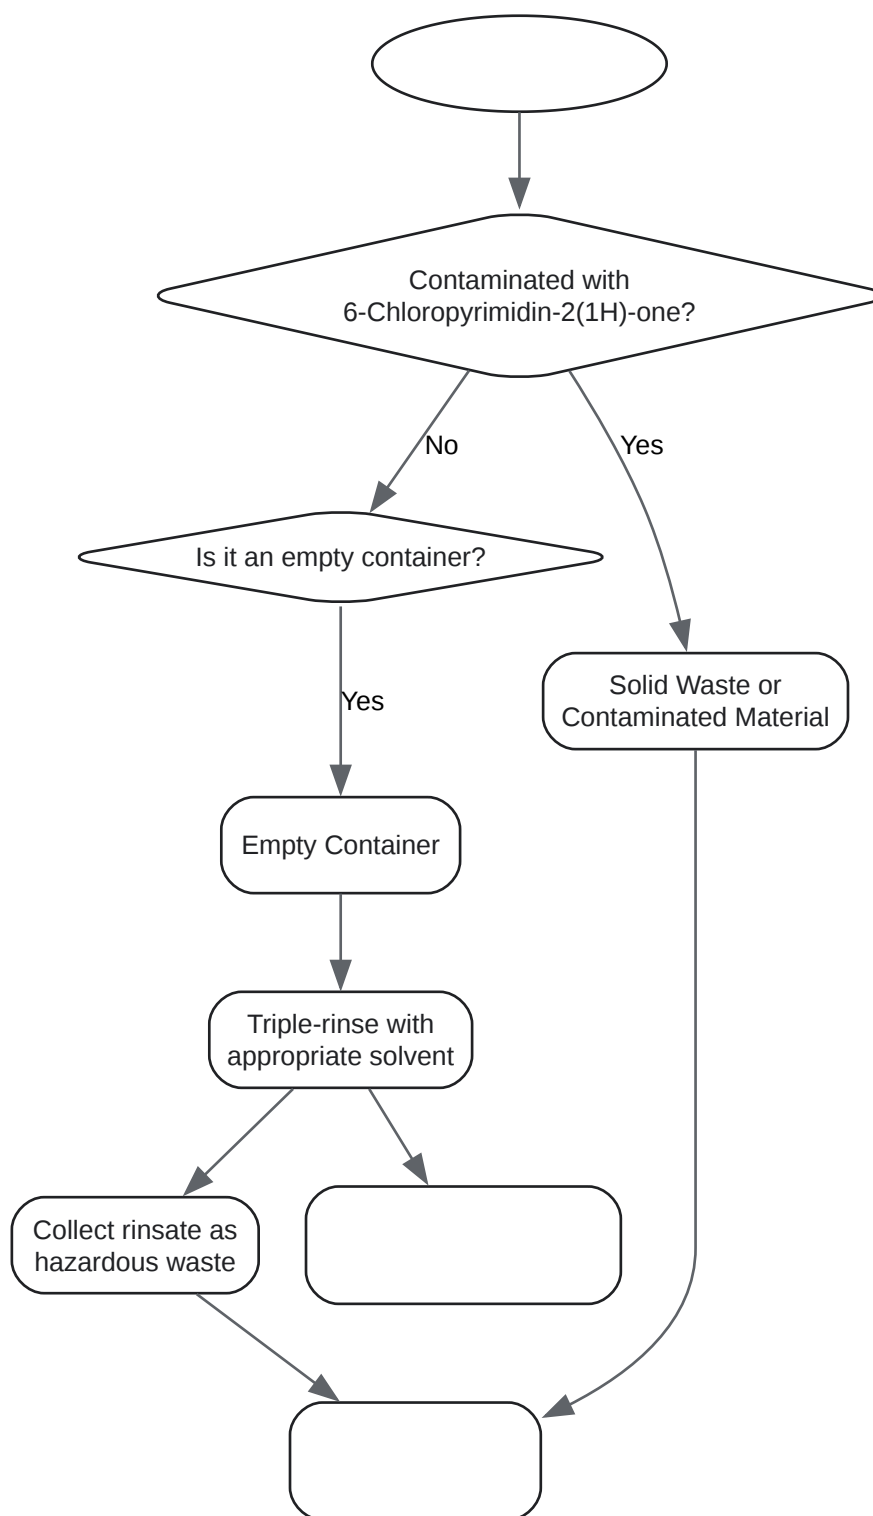 Contaminated with
6-Chloropyrimidin-2(1H)-one?
No
Yes
Is it an empty container?
Solid Waste or
Contaminated Material
Yes
Empty Container
Triple-rinse with
appropriate solvent
Collect rinsate as
hazardous waste